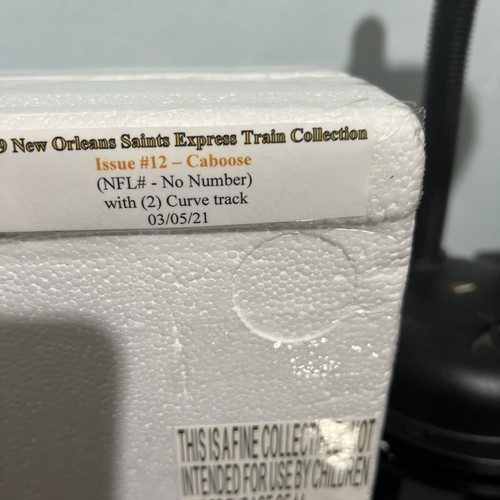 9 New Orleans Saints Express Train Collection
Issue #12 – Caboose
(NFL# - No Number)
with (2) Curve track
03/05/21
THIS IS A FINE NOT
INTENDED FOR USE BY CHILDREN